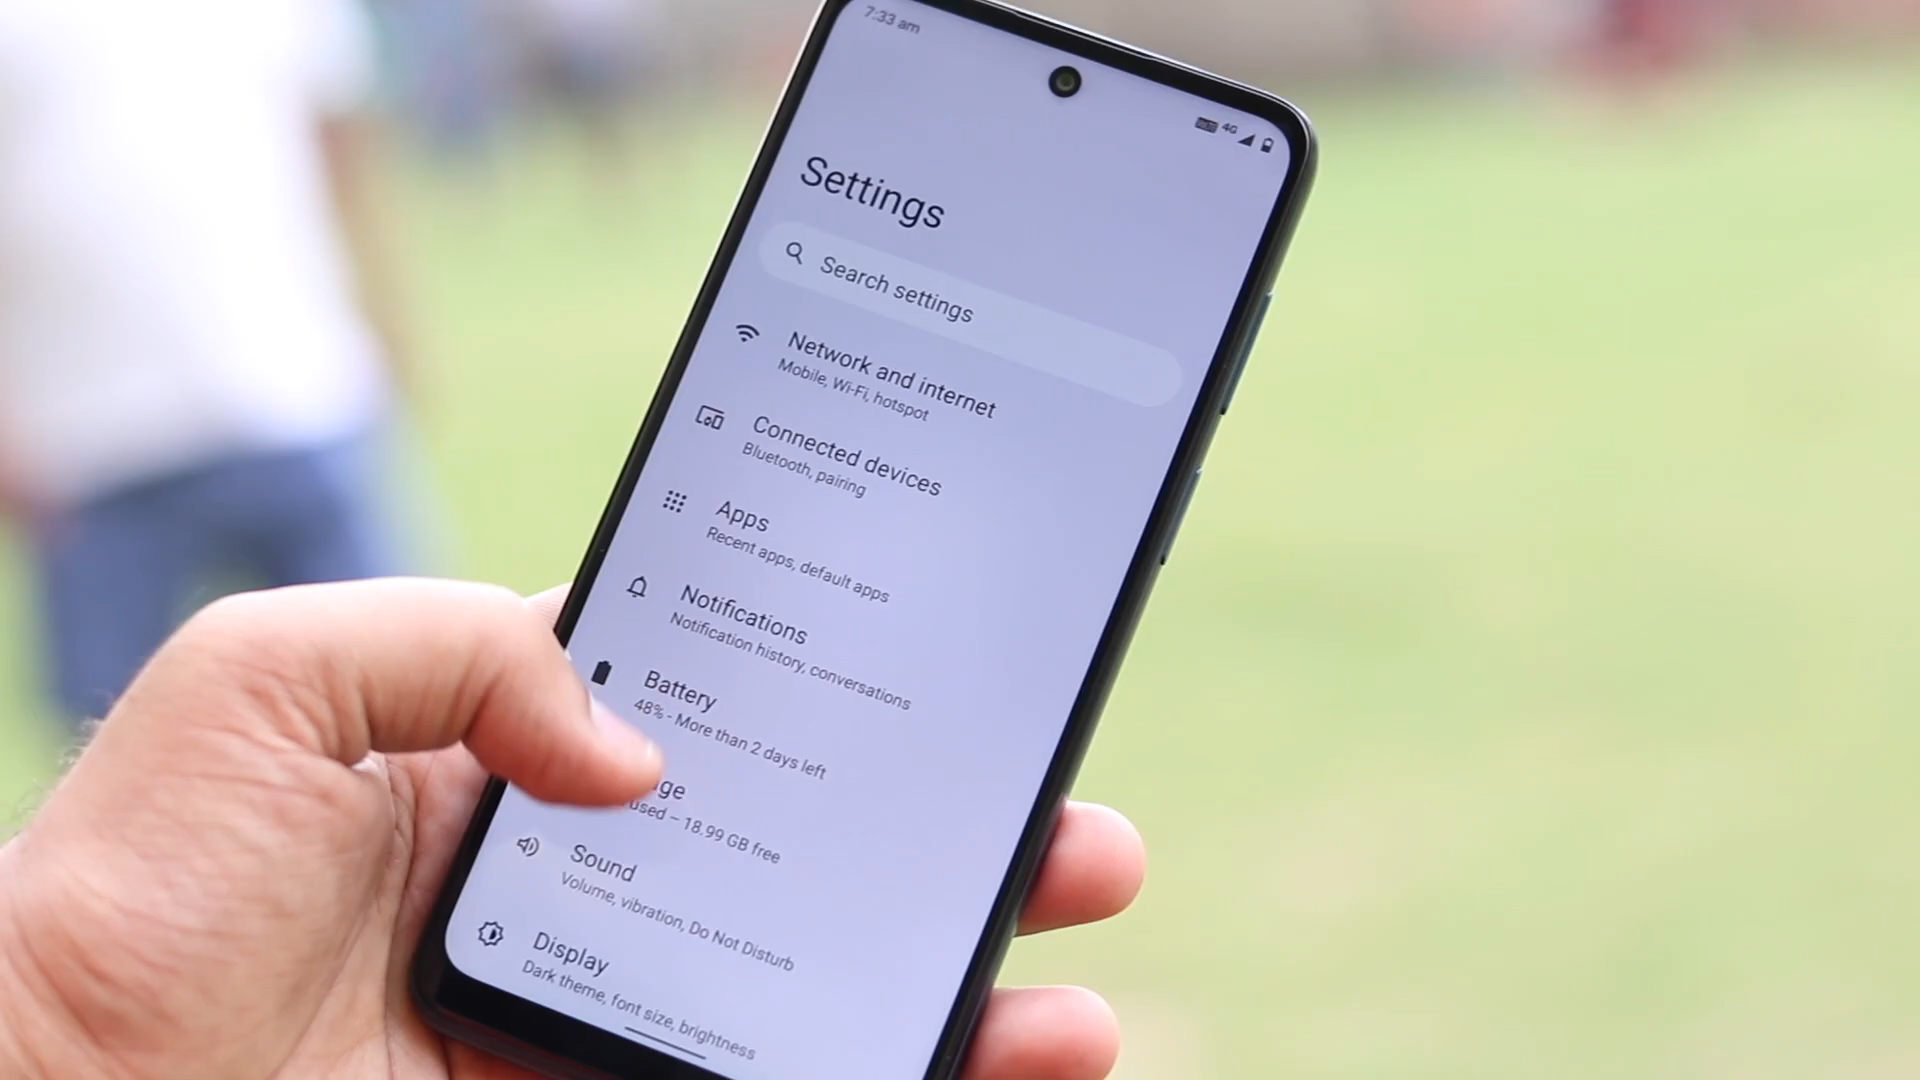 7:33 am
4G
Settings
Search settings
Network and internet
Mobile, Wi-Fi, hotspot
Connected devices
Bluetooth, pairing
Apps
Recent apps, default apps
Notifications
Notification history, conversations
Battery
48% - More than 2 days left
used – 18.99 GB free
Sound
Volume, vibration, Do Not Disturb
Display
Dark theme, font size, brightness